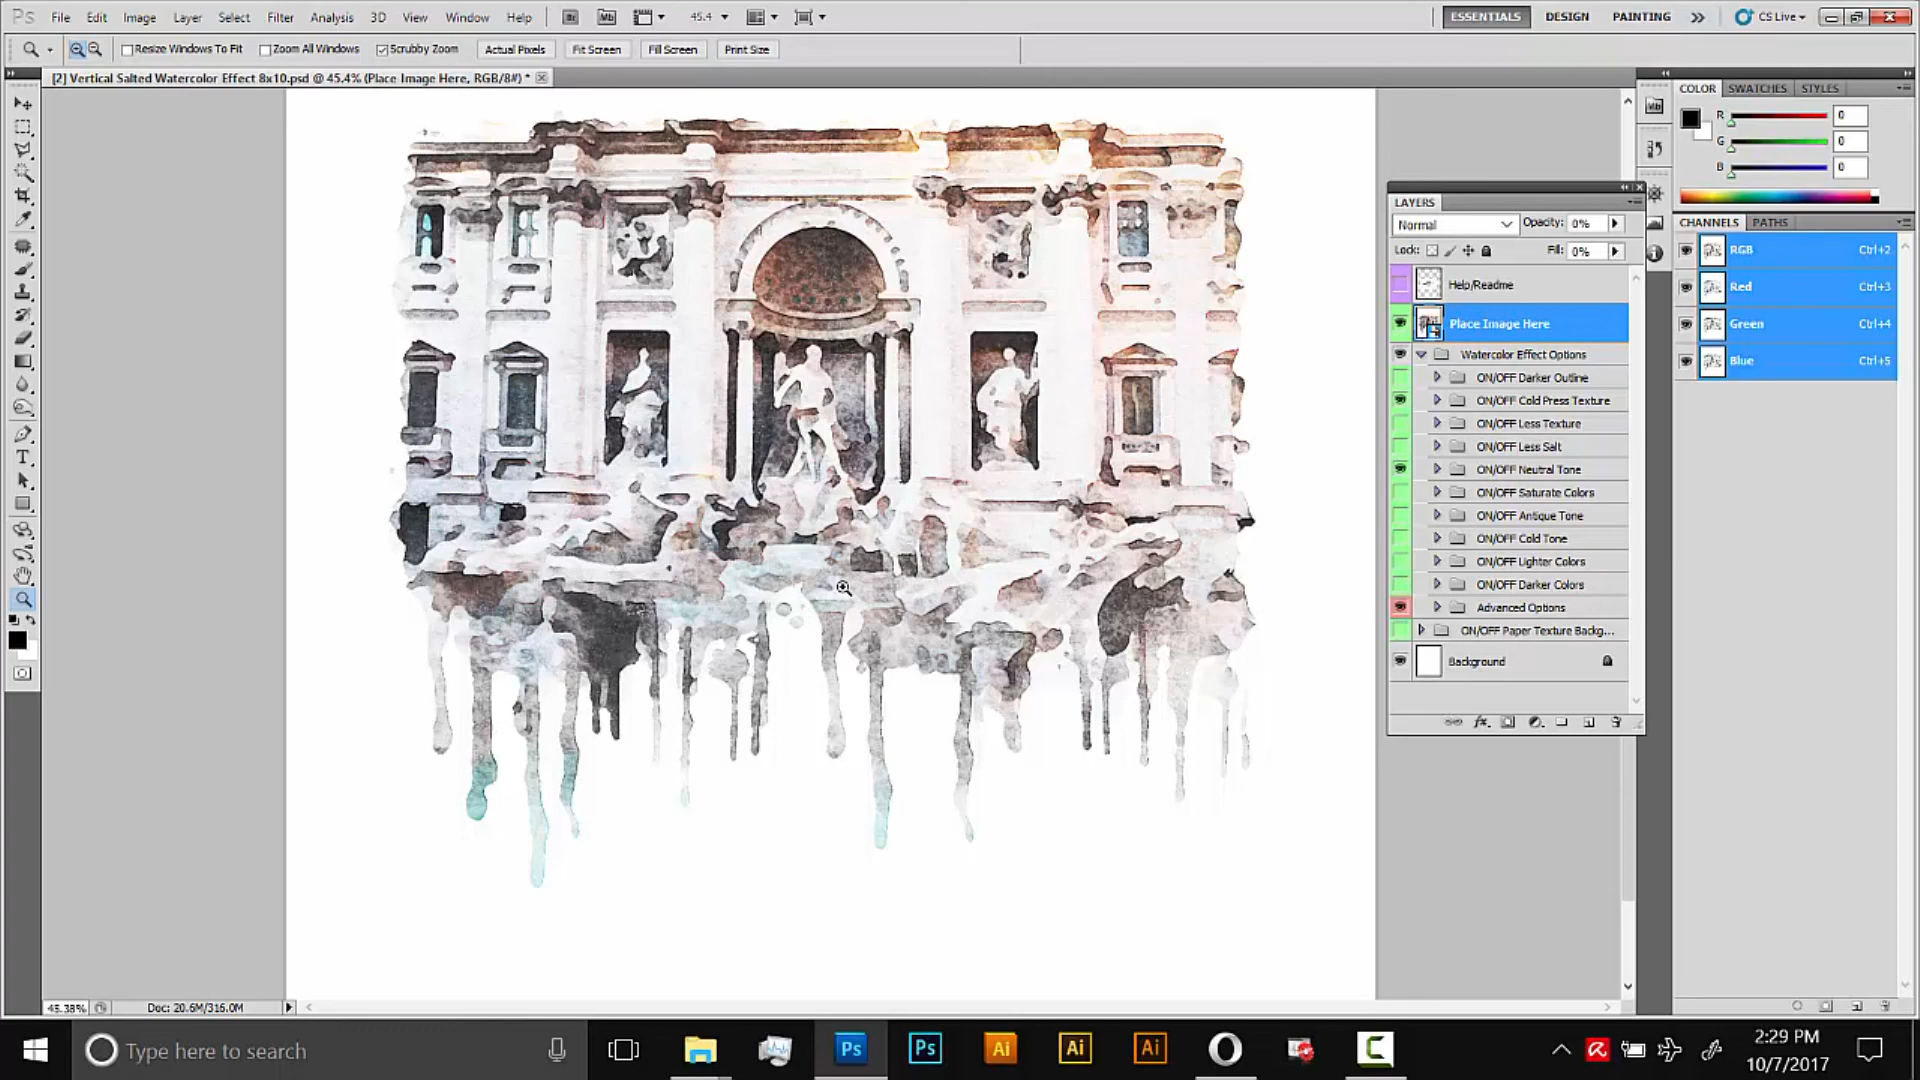 Ps File Edit Image Layer Select Filter Analysis 3D View Window Help Br Mb 45.4 ESSENTIALS DESIGN PAINTING CS Live
Resize Windows To Fit Zoom All Windows Scrubby Zoom Actual Pixels Fit Screen Fill Screen Print Size
[2] Vertical Salted Watercolor Effect 8x10.psd @ 45.4% (Place Image Here, RGB/8#) *
COLOR SWATCHES STYLES
R 0
G 0
B 0
LAYERS
Normal Opacity: 0%
Lock: Fill: 0%
Help/Readme
Place Image Here
Watercolor Effect Options
ON/OFF Darker Outline
ON/OFF Cold Press Texture
ON/OFF Less Texture
ON/OFF Less Salt
ON/OFF Neutral Tone
ON/OFF Saturate Colors
ON/OFF Antique Tone
ON/OFF Cold Tone
ON/OFF Lighter Colors
ON/OFF Darker Colors
Advanced Options
ON/OFF Paper Texture Backg...
Background
CHANNELS PATHS
RGB Ctrl+2
Red Ctrl+3
Green Ctrl+4
Blue Ctrl+5
45.38% Doc: 20.6M/316.0M
Type here to search
Ps Ps Ai Ai Ai
2:29 PM
10/7/2017